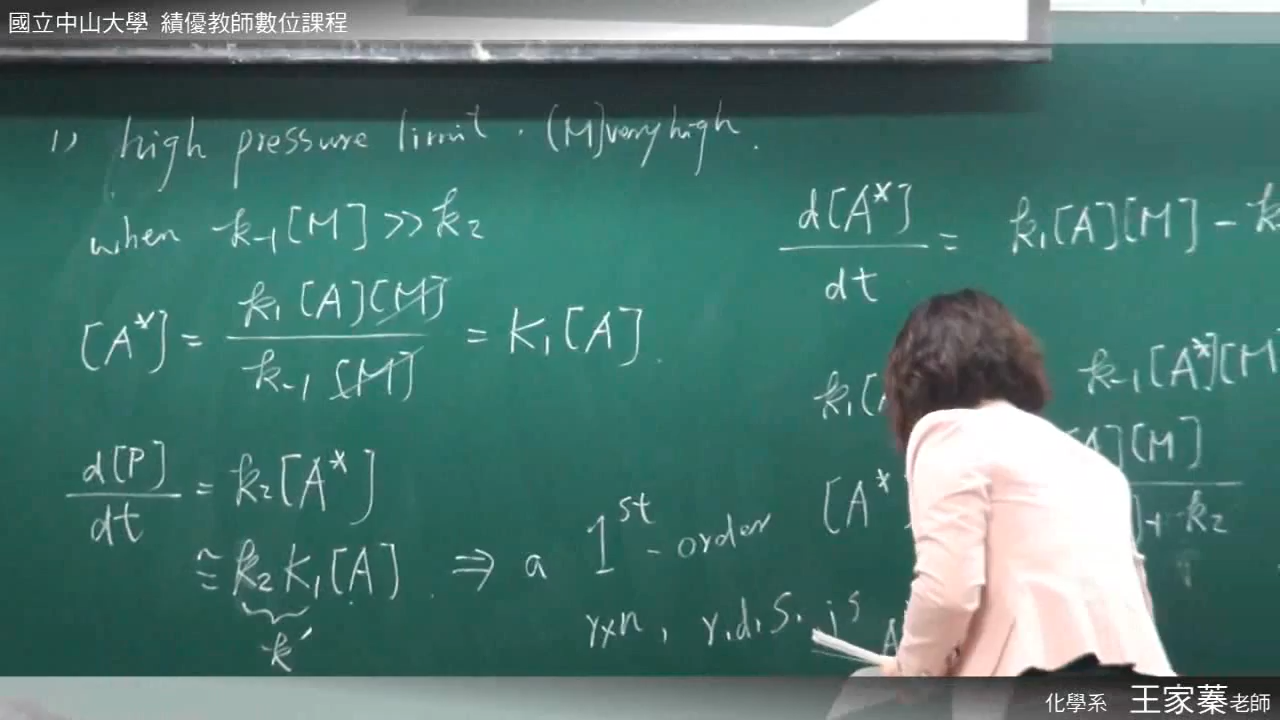 國立中山大學 績優教師數位課程
1) high pressure limit . [M] very high .
when k₋₁[M] >> k₂
[A*] = k₁[A][M] / k₋₁[M] = K₁[A] .
d[P]/dt = k₂[A*]
≅ k₂K₁[A] . ⇒ a 1st-order
k′
rxn , r.d.s. is A
d[A*]/dt = k₁[A][M] - k
k₁[ k₋₁[A*][M
[A* [M]
+ k₂
化學系 王家蓁老師